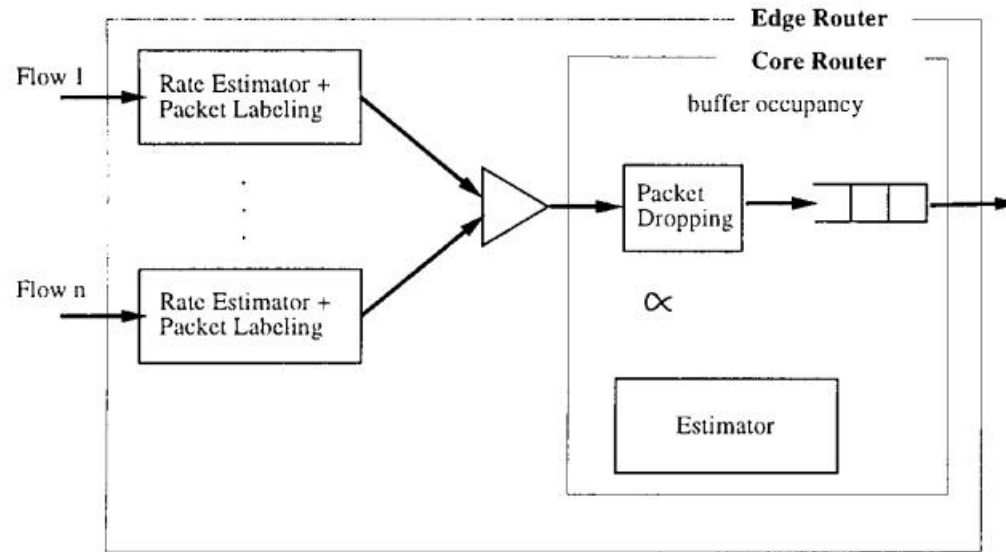 Edge Router
Core Router
buffer occupancy
Flow 1
Rate Estimator +
Packet Labeling
Packet
Dropping
Flow n
Rate Estimator +
Packet Labeling
∝
Estimator